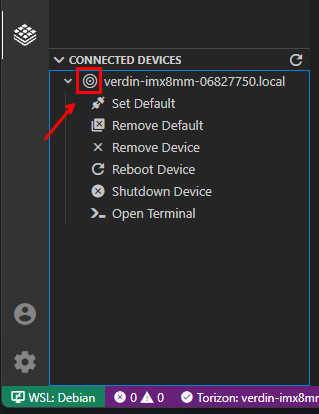 CONNECTED DEVICES
verdin-imx8mm-06827750.local
Set Default
Remove Default
Remove Device
Reboot Device
Shutdown Device
Open Terminal
WSL: Debian 0 0 Torizon: verdin-imx8mm